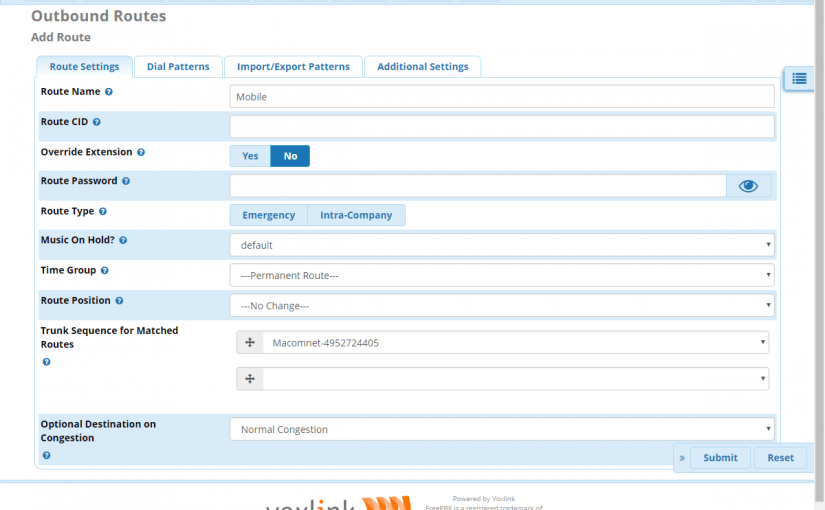 Outbound Routes
Add Route
Route Settings Dial Patterns Import/Export Patterns Additional Settings
Route Name
Mobile
Route CID
Override Extension
Yes No
Route Password
Route Type
Emergency Intra-Company
Music On Hold?
default
Time Group
---Permanent Route---
Route Position
---No Change---
Trunk Sequence for Matched
Routes
Macomnet-4952724405
Optional Destination on
Congestion
Normal Congestion
» Submit Reset
voxlink
Powered by Voxlink
FreePBX is a registered trademark of